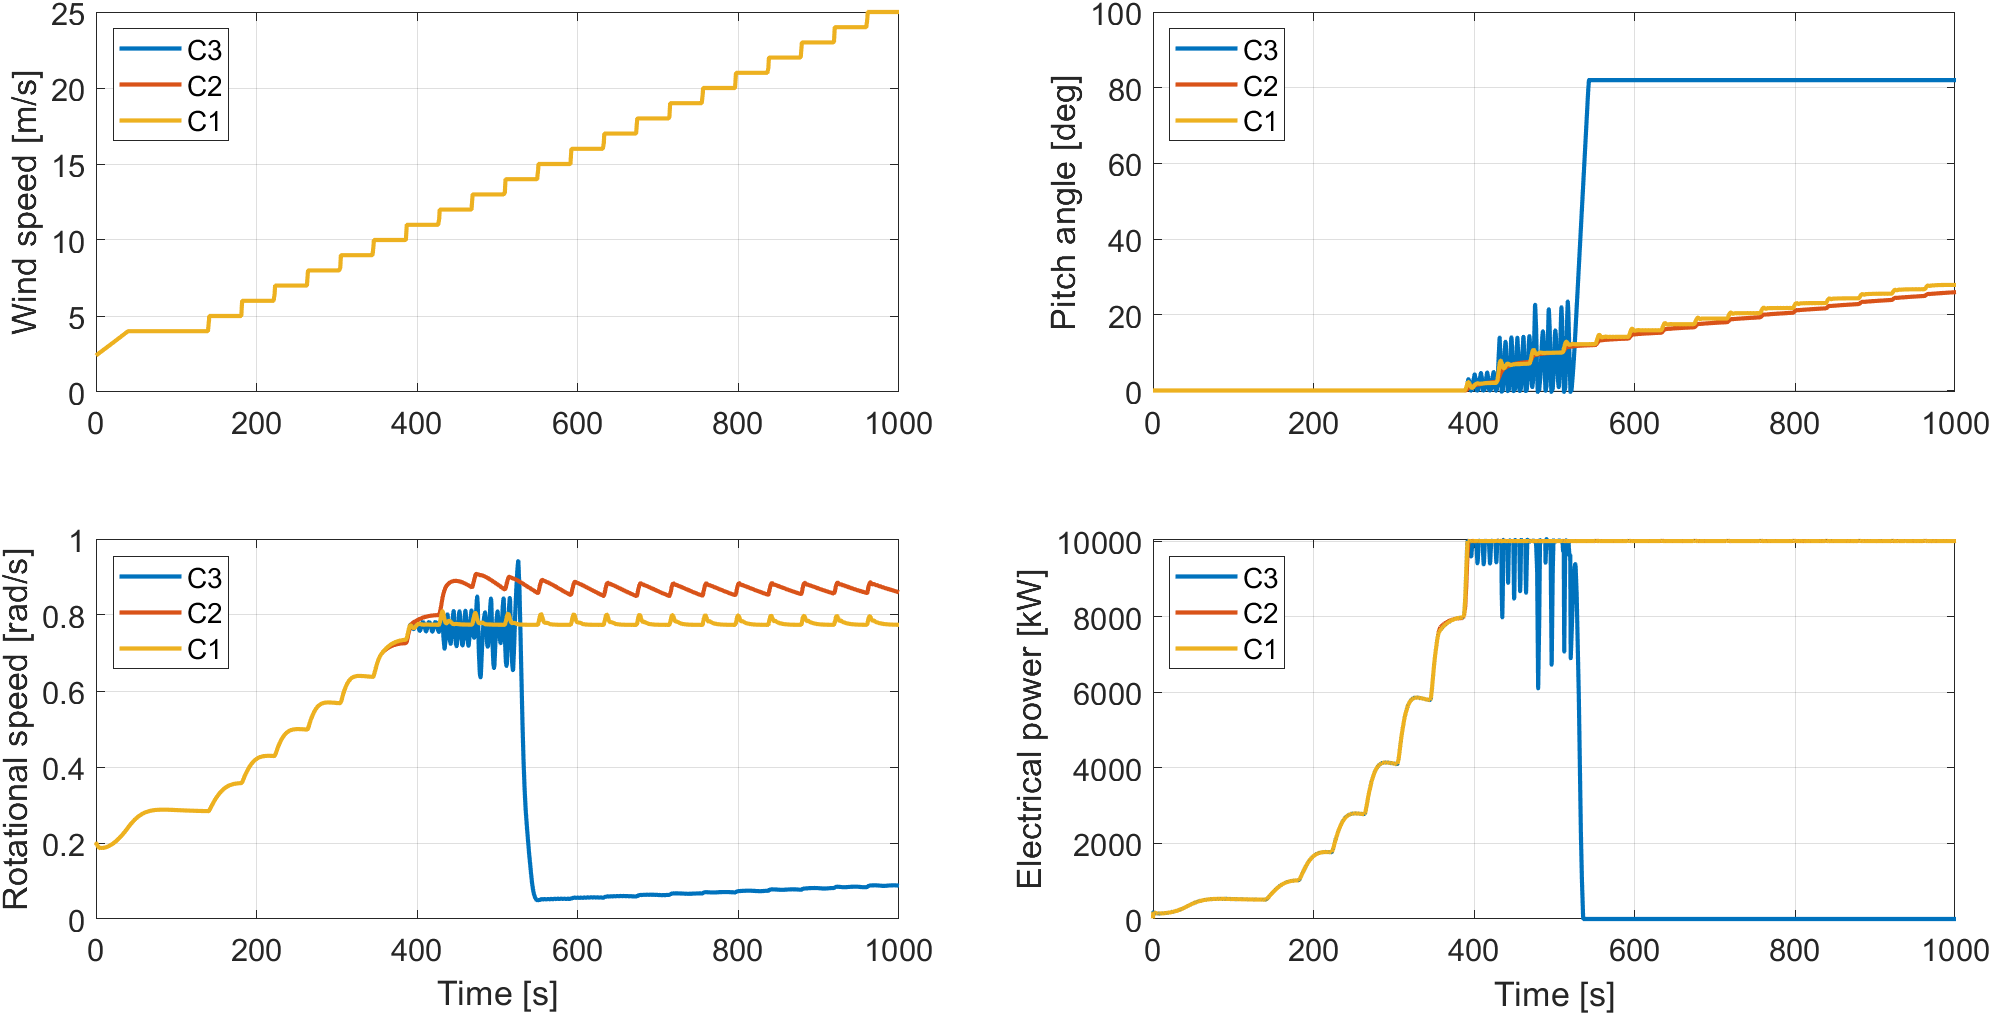 Wind speed [m/s]
25
20
15
10
5
0
C3
C2
C1
0 200 400 600 800 1000
Pitch angle [deg]
100
80
60
40
20
0
C3
C2
C1
0 200 400 600 800 1000
Rotational speed [rad/s]
1
0.8
0.6
0.4
0.2
0
C3
C2
C1
0 200 400 600 800 1000
Time [s]
Electrical power [kW]
10000
8000
6000
4000
2000
0
C3
C2
C1
0 200 400 600 800 1000
Time [s]